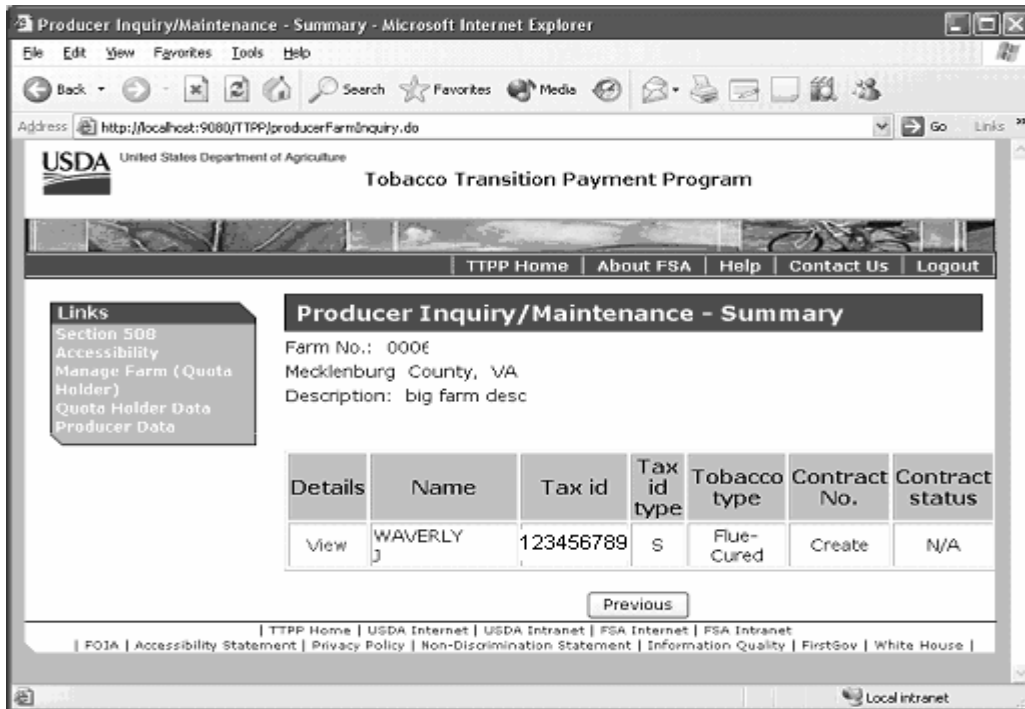 Producer Inquiry/Maintenance - Summary - Microsoft Internet Explorer
File Edit View Favorites Tools Help
Back Search Favorites Media
Address http://localhost:9080/TTPP/producerFarmInquiry.do Go Links »
USDA United States Department of Agriculture
Tobacco Transition Payment Program
TTPP Home | About FSA | Help | Contact Us | Logout
Links
Section 508
Accessibility
Manage Farm (Quota
Holder)
Quota Holder Data
Producer Data
Producer Inquiry/Maintenance - Summary
Farm No.: 0006
Mecklenburg County, VA
Description: big farm desc
Details Name Tax id Tax id type Tobacco type Contract No. Contract status
View WAVERLY J 123456789 S Flue-Cured Create N/A
Previous
| TTPP Home | USDA Internet | USDA Intranet | FSA Internet | FSA Intranet
| FOIA | Accessibility Statement | Privacy Policy | Non-Discrimination Statement | Information Quality | FirstGov | White House |
Local intranet